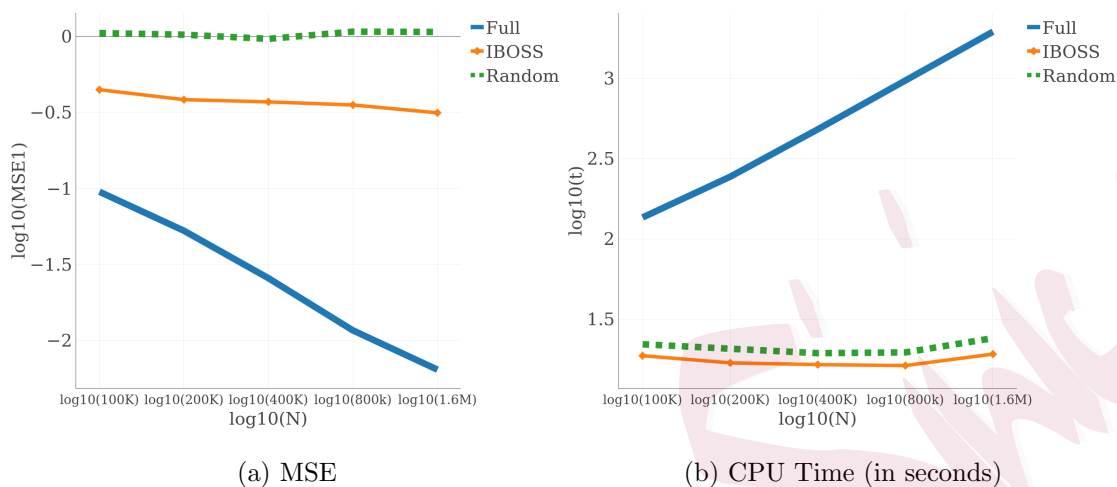 Full
IBOSS
Random
0
−0.5
−1
−1.5
−2
log10(MSE1)
log10(100K) log10(200K) log10(400K) log10(800k) log10(1.6M)
log10(N)
(a) MSE
Full
IBOSS
Random
3
2.5
2
1.5
log10(t)
log10(100K) log10(200K) log10(400K) log10(800k) log10(1.6M)
log10(N)
(b) CPU Time (in seconds)